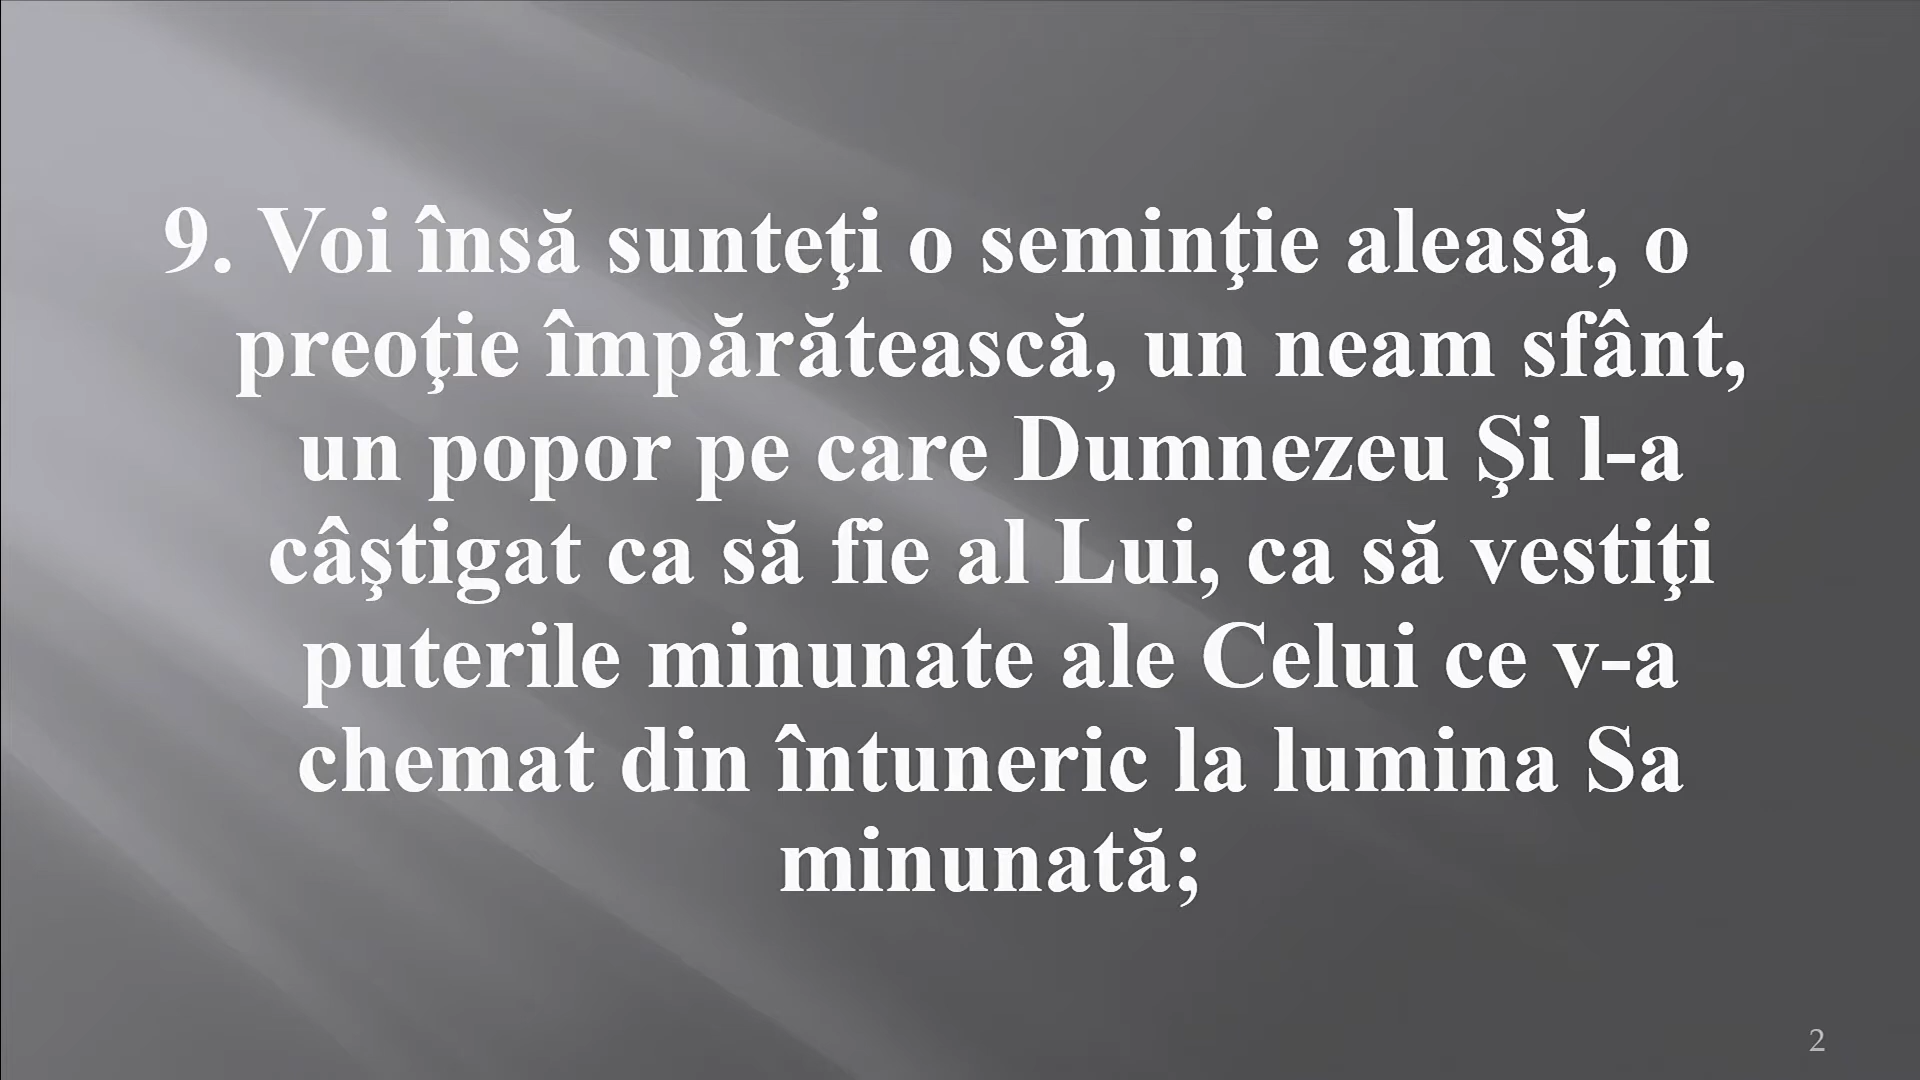 9. Voi însă sunteţi o seminţie aleasă, o
preoţie împărătească, un neam sfânt,
un popor pe care Dumnezeu Şi l-a
câştigat ca să fie al Lui, ca să vestiţi
puterile minunate ale Celui ce v-a
chemat din întuneric la lumina Sa
minunată;
2